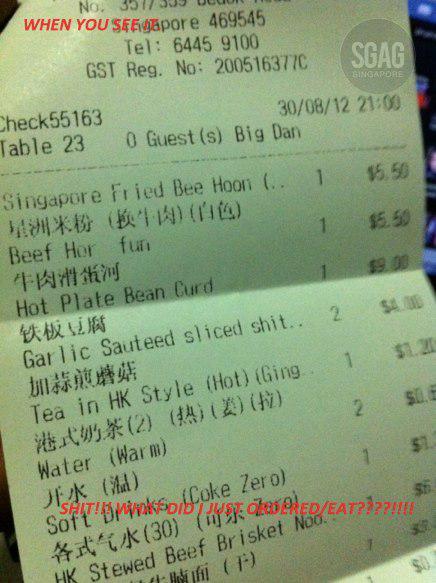 WHEN YOU SEE IT
No. 357/359 Bedok
Singapore 469545
Tel: 6445 9100
GST Reg. No: 200516377C
SGAG
SINGAPORE
Check55163 30/08/12 21:00
Table 23 0 Guest(s) Big Dan
Singapore Fried Bee Hoon (.. 1 $5.50
星洲米粉 (换牛肉)(白色)
Beef Hor fun 1 $5.50
牛肉滑蛋河
Hot Plate Bean Curd 1 $9.00
铁板豆腐
Garlic Sauteed sliced shit.. 2 $4.00
加蒜煎蘑菇
Tea in HK Style (Hot)(Ging.. 1
港式奶茶(2) (热)(姜)(拉)
Water (Warm) 2
开水 (温)
Soft Drinks (Coke Zero) 1
SHIT!!! WHAT DID I JUST ORDERED/EAT????!!!!
各式气水(30) (可乐 Zero)
HK Stewed Beef Brisket Noo..
腩面 (干)